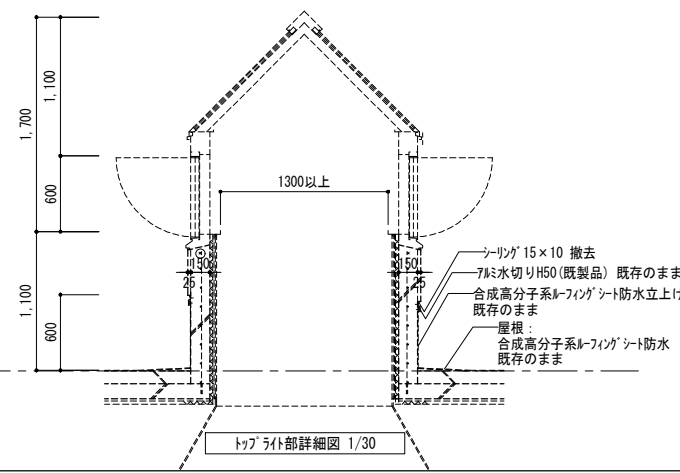 1,100
1,700
600
1300以上
150
25
150
25
1,100
600
シーリング 15×10 撤去
アルミ水切りH50(既製品) 既存のまま
合成高分子系ルーフィングシート防水立上げ
既存のまま
屋根：
合成高分子系ルーフィングシート防水
既存のまま
トップライト部詳細図 1/30